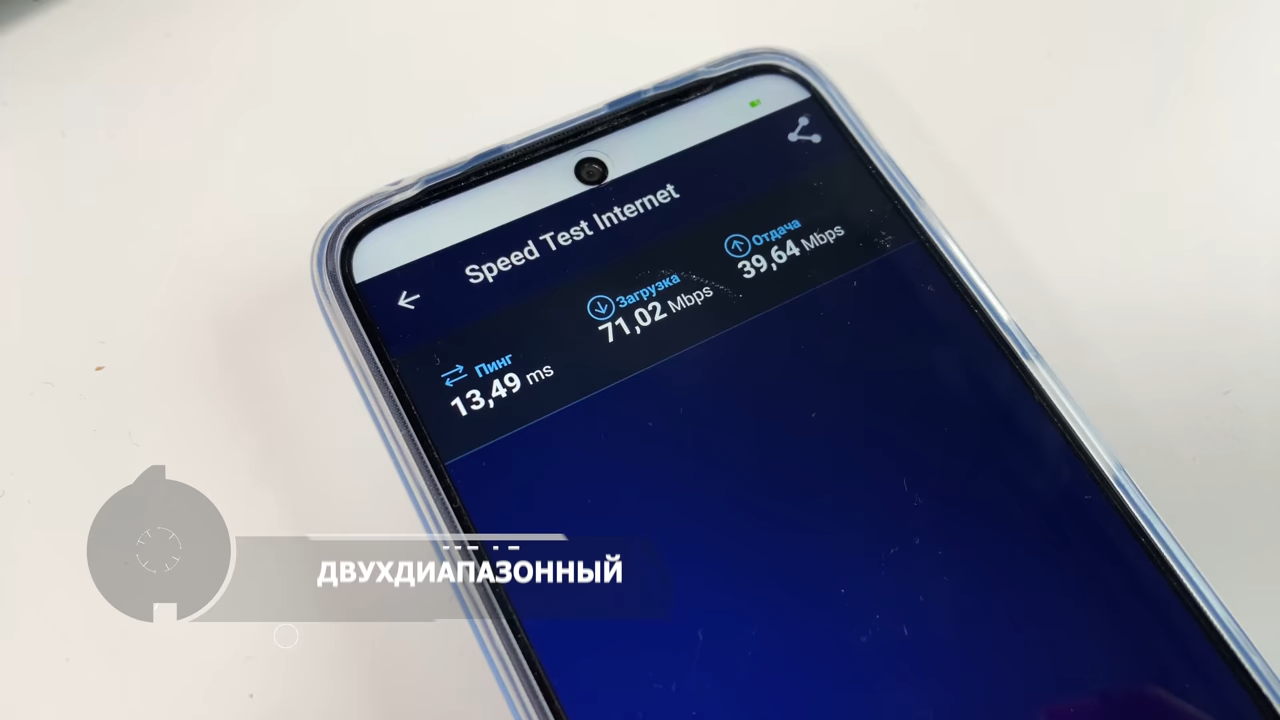 Speed Test Internet
Пинг
13,49 ms
Загрузка
71,02 Mbps
Отдача
39,64 Mbps
ДВУХДИАПАЗОННЫЙ